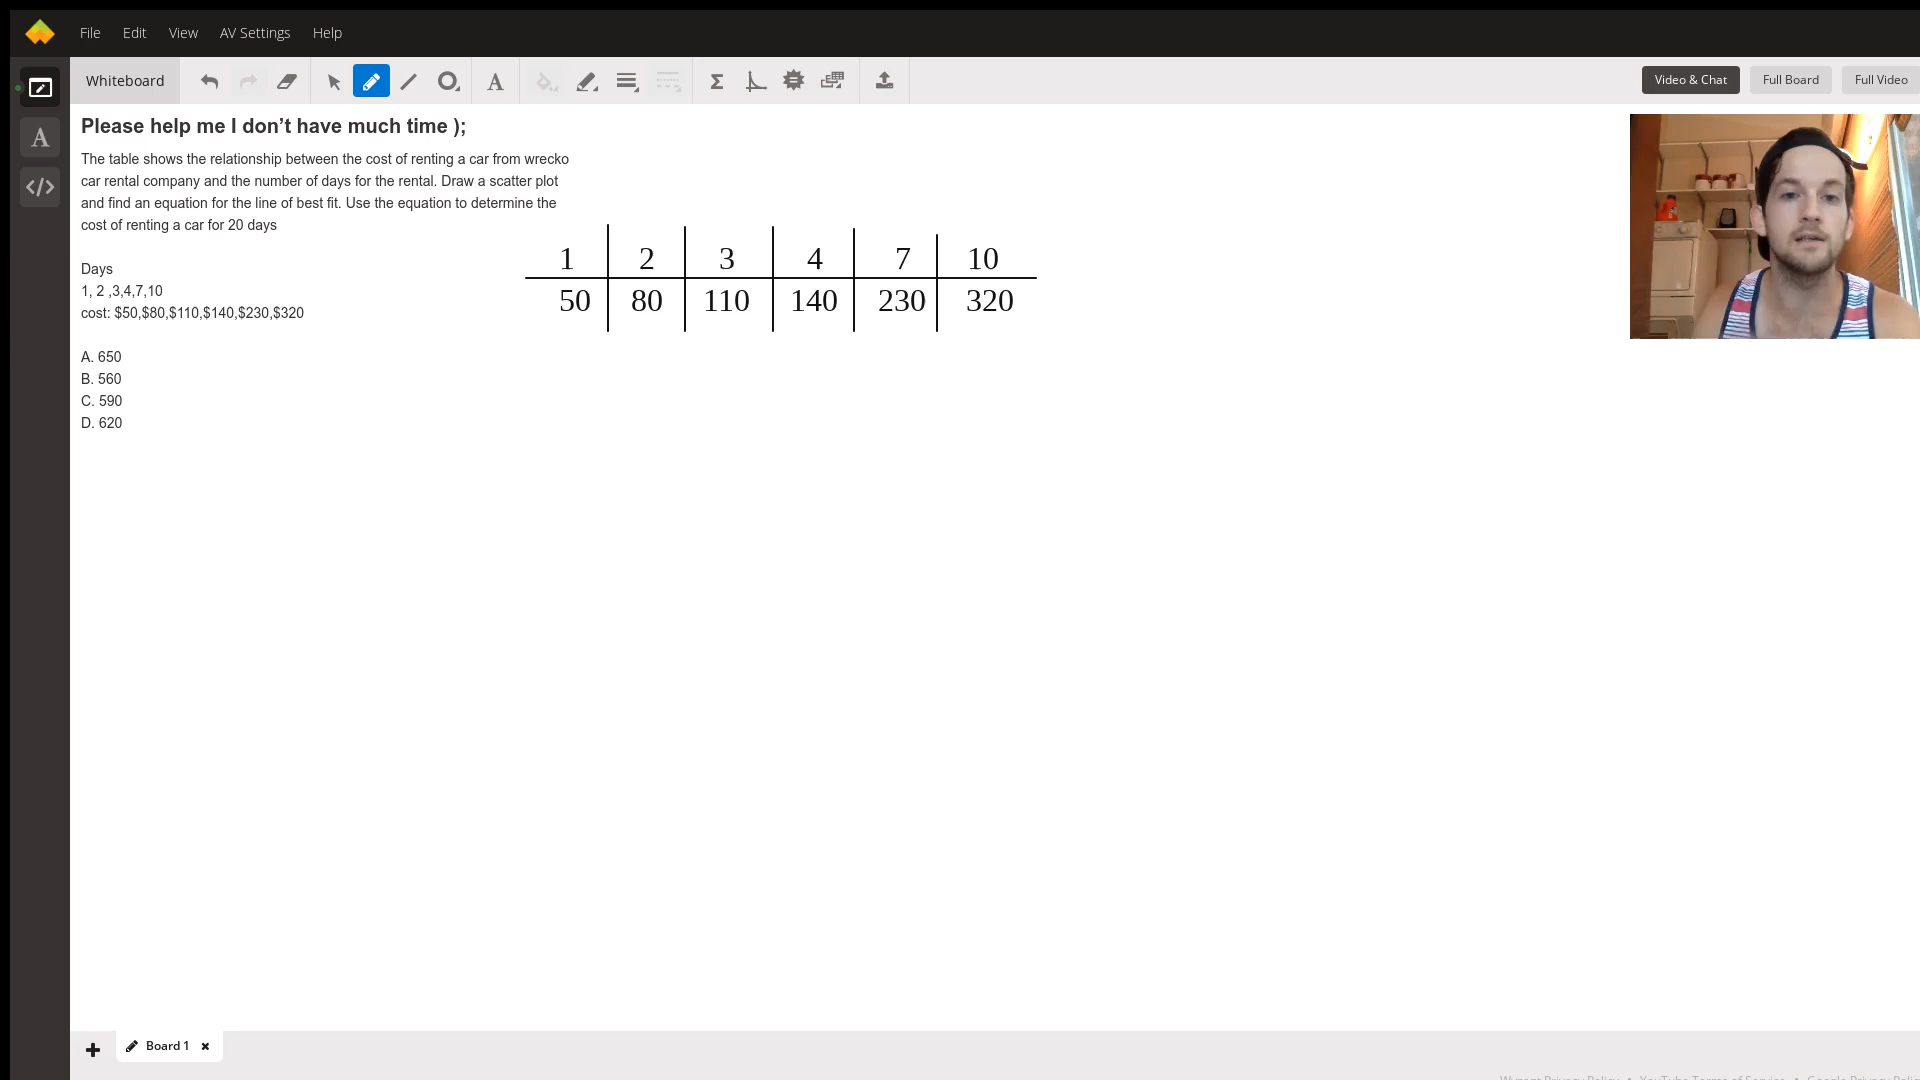 File Edit View AV Settings Help
Whiteboard A Σ Video & Chat Full Board Full Video
Please help me I don’t have much time );
The table shows the relationship between the cost of renting a car from wrecko
car rental company and the number of days for the rental. Draw a scatter plot
and find an equation for the line of best fit. Use the equation to determine the
cost of renting a car for 20 days
1 2 3 4 7 10
50 80 110 140 230 320
Days
1, 2 ,3,4,7,10
cost: $50,$80,$110,$140,$230,$320
A. 650
B. 560
C. 590
D. 620
Board 1